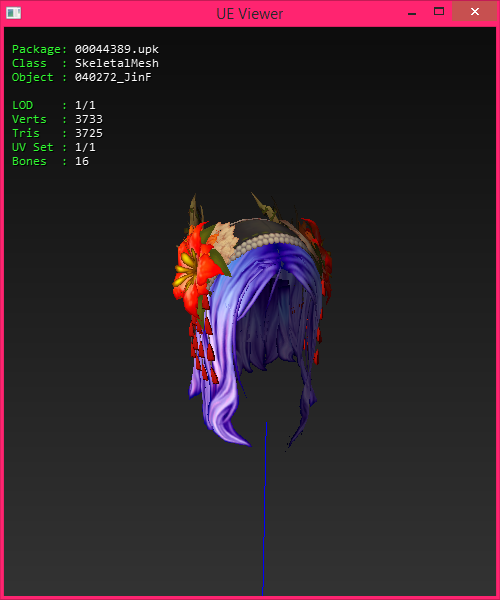 UE Viewer
Package: 00044389.upk
Class : SkeletalMesh
Object : 040272_JinF
LOD : 1/1
Verts : 3733
Tris : 3725
UV Set : 1/1
Bones : 16